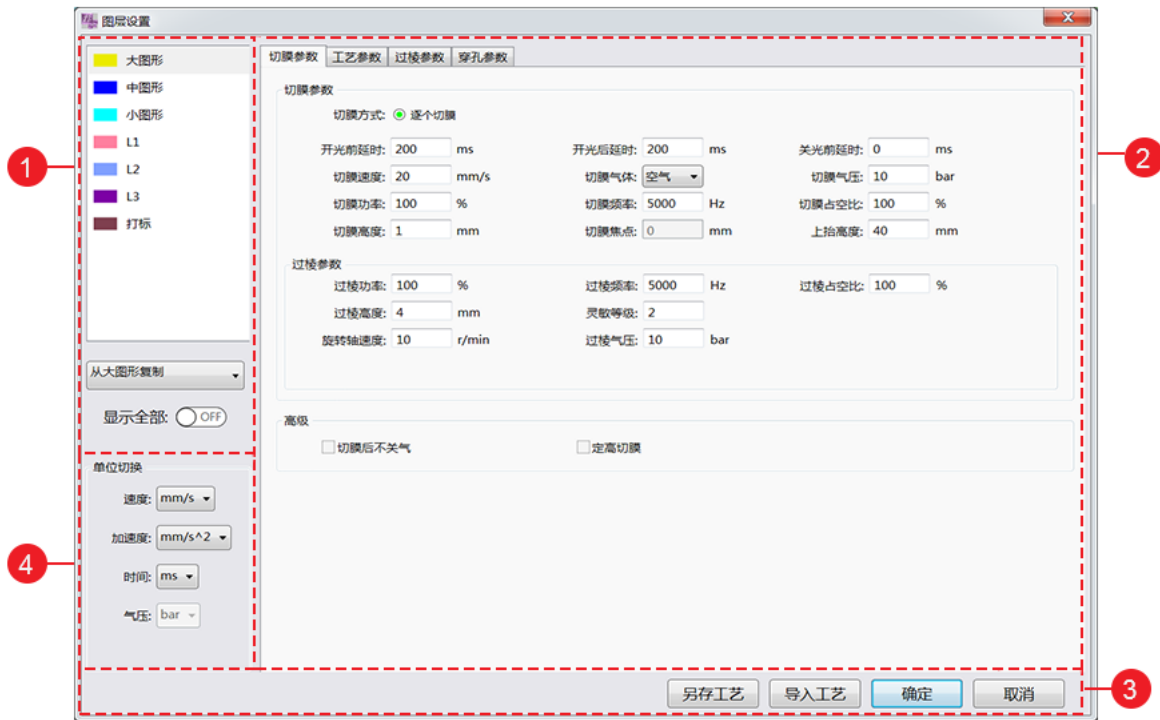 图层设置
大图形
中图形
小图形
L1
L2
L3
打标
从大图形复制
显示全部: OFF
单位切换
速度: mm/s
加速度: mm/s^2
时间: ms
气压: bar
切膜参数 工艺参数 过棱参数 穿孔参数
切膜参数
切膜方式: 逐个切膜
开光前延时: 200 ms 开光后延时: 200 ms 关光前延时: 0 ms
切膜速度: 20 mm/s 切膜气体: 空气 切膜气压: 10 bar
切膜功率: 100 % 切膜频率: 5000 Hz 切膜占空比: 100 %
切膜高度: 1 mm 切膜焦点: 0 mm 上抬高度: 40 mm
过棱参数
过棱功率: 100 % 过棱频率: 5000 Hz 过棱占空比: 100 %
过棱高度: 4 mm 灵敏等级: 2
旋转轴速度: 10 r/min 过棱气压: 10 bar
高级
切膜后不关气 定高切膜
另存工艺 导入工艺 确定 取消
1
2
3
4